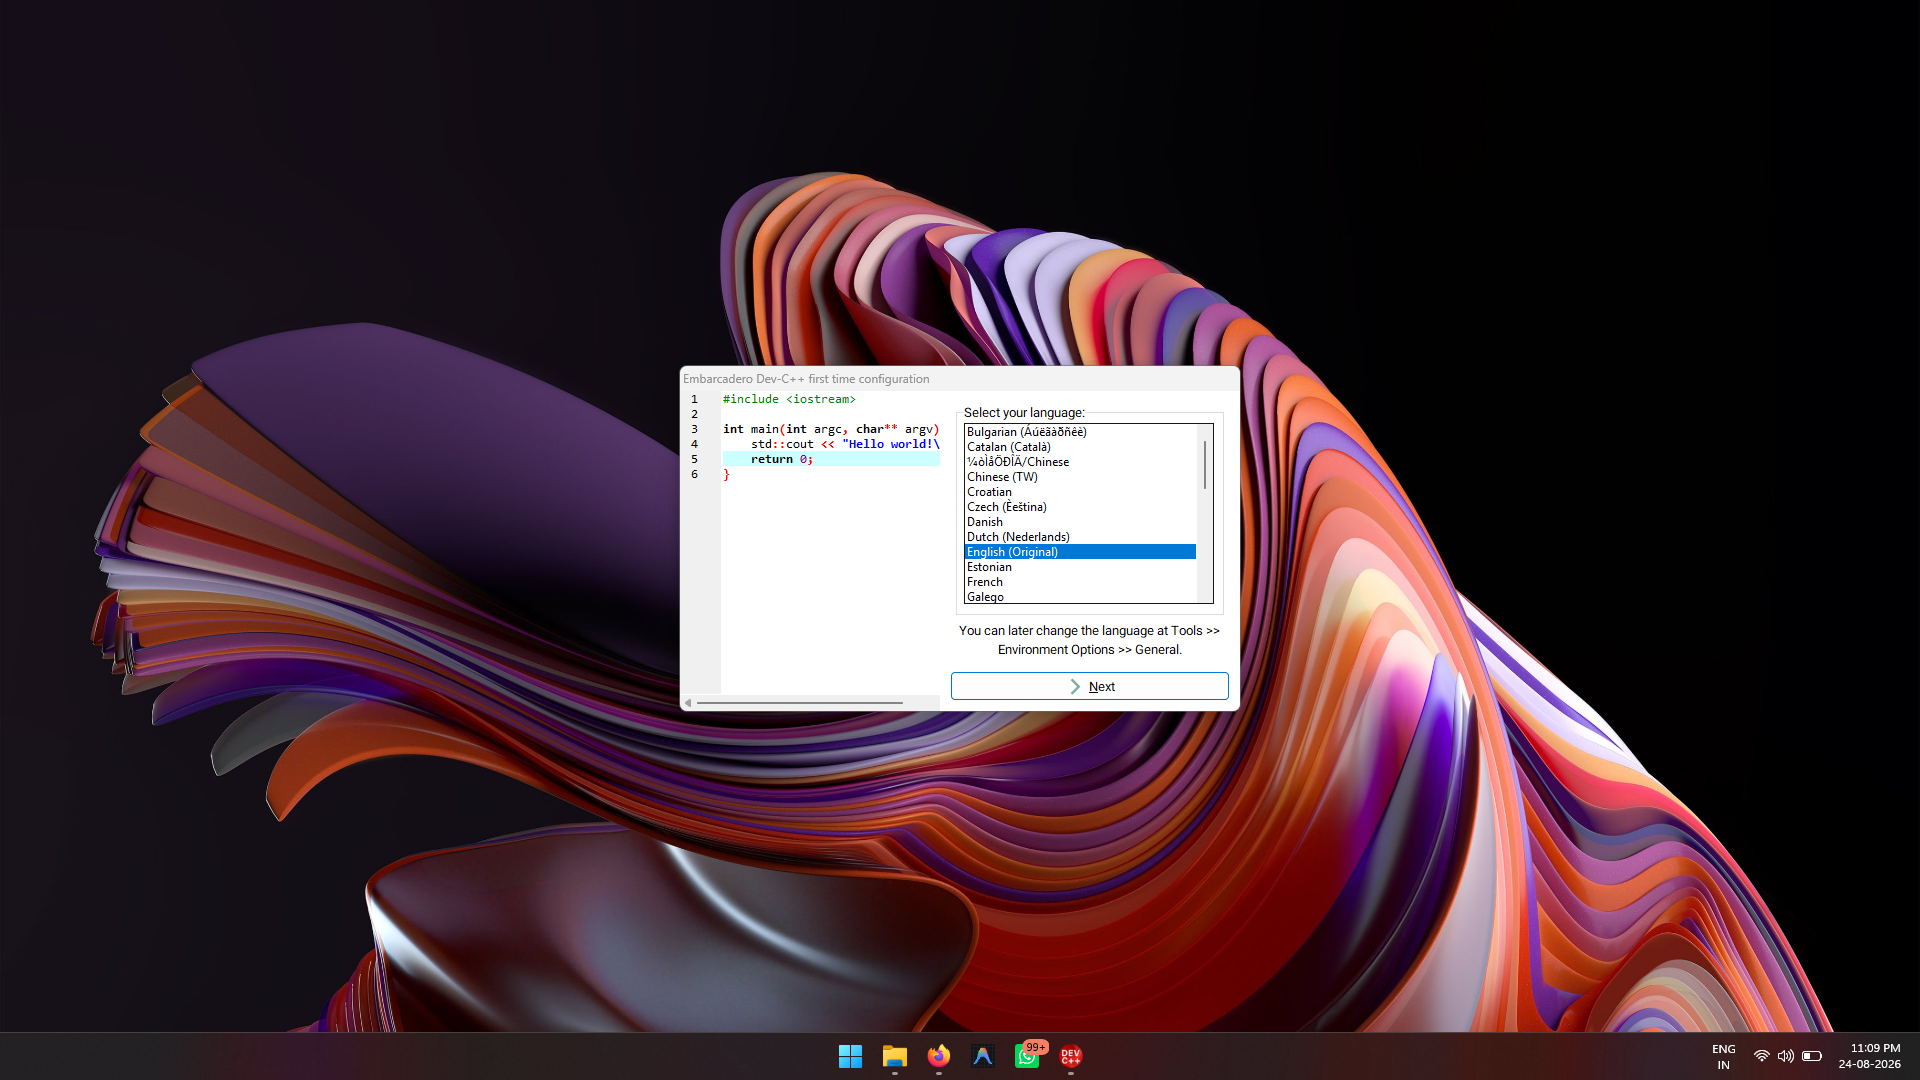 Embarcadero Dev-C++ first time configuration
1 #include <iostream>
2
3 int main(int argc, char** argv)
4 std::cout << "Hello world!\
5 return 0;
6 }
Select your language:
Bulgarian (Áúëãàðñêè)
Catalan (Català)
¼òÌåÖÐÎÄ/Chinese
Chinese (TW)
Croatian
Czech (Èeština)
Danish
Dutch (Nederlands)
English (Original)
Estonian
French
Galego
You can later change the language at Tools >>
Environment Options >> General.
Next
99+
DEV
C++
ENG
IN
11:09 PM
24-08-2026